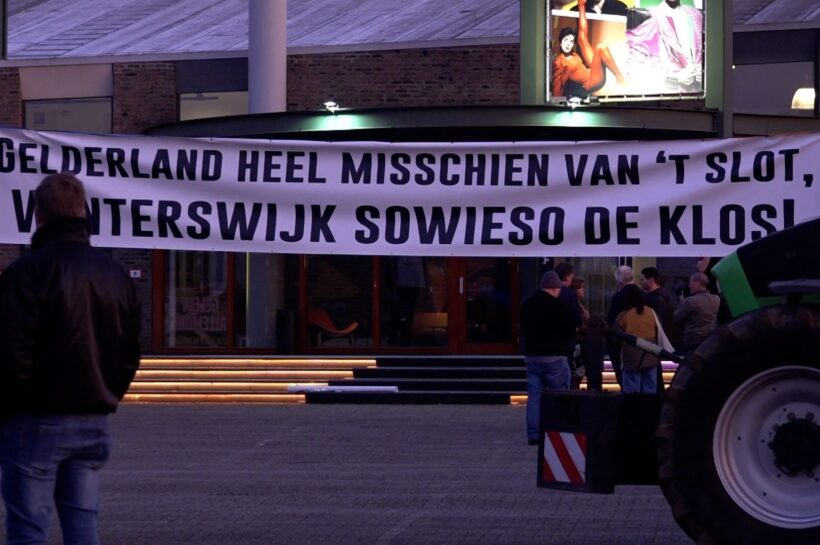 GELDERLAND HEEL MISSCHIEN VAN 'T SLOT,
WINTERSWIJK SOWIESO DE KLOS!